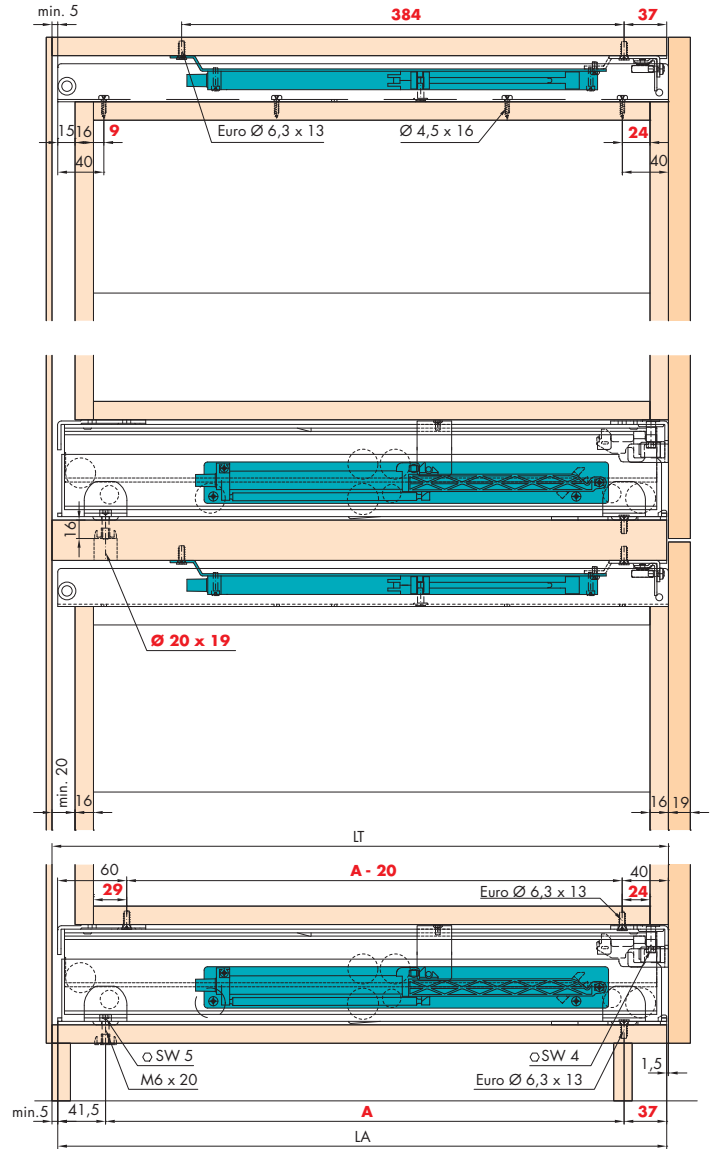 min. 5
384
37
15
16
9
Euro Ø 6,3 x 13
Ø 4,5 x 16
24
40
40
16
Ø 20 x 19
min. 20
16
16
19
LT
60
A - 20
40
29
Euro Ø 6,3 x 13
24
SW 5
SW 4
M6 x 20
Euro Ø 6,3 x 13
1,5
min.5
41,5
A
37
LA